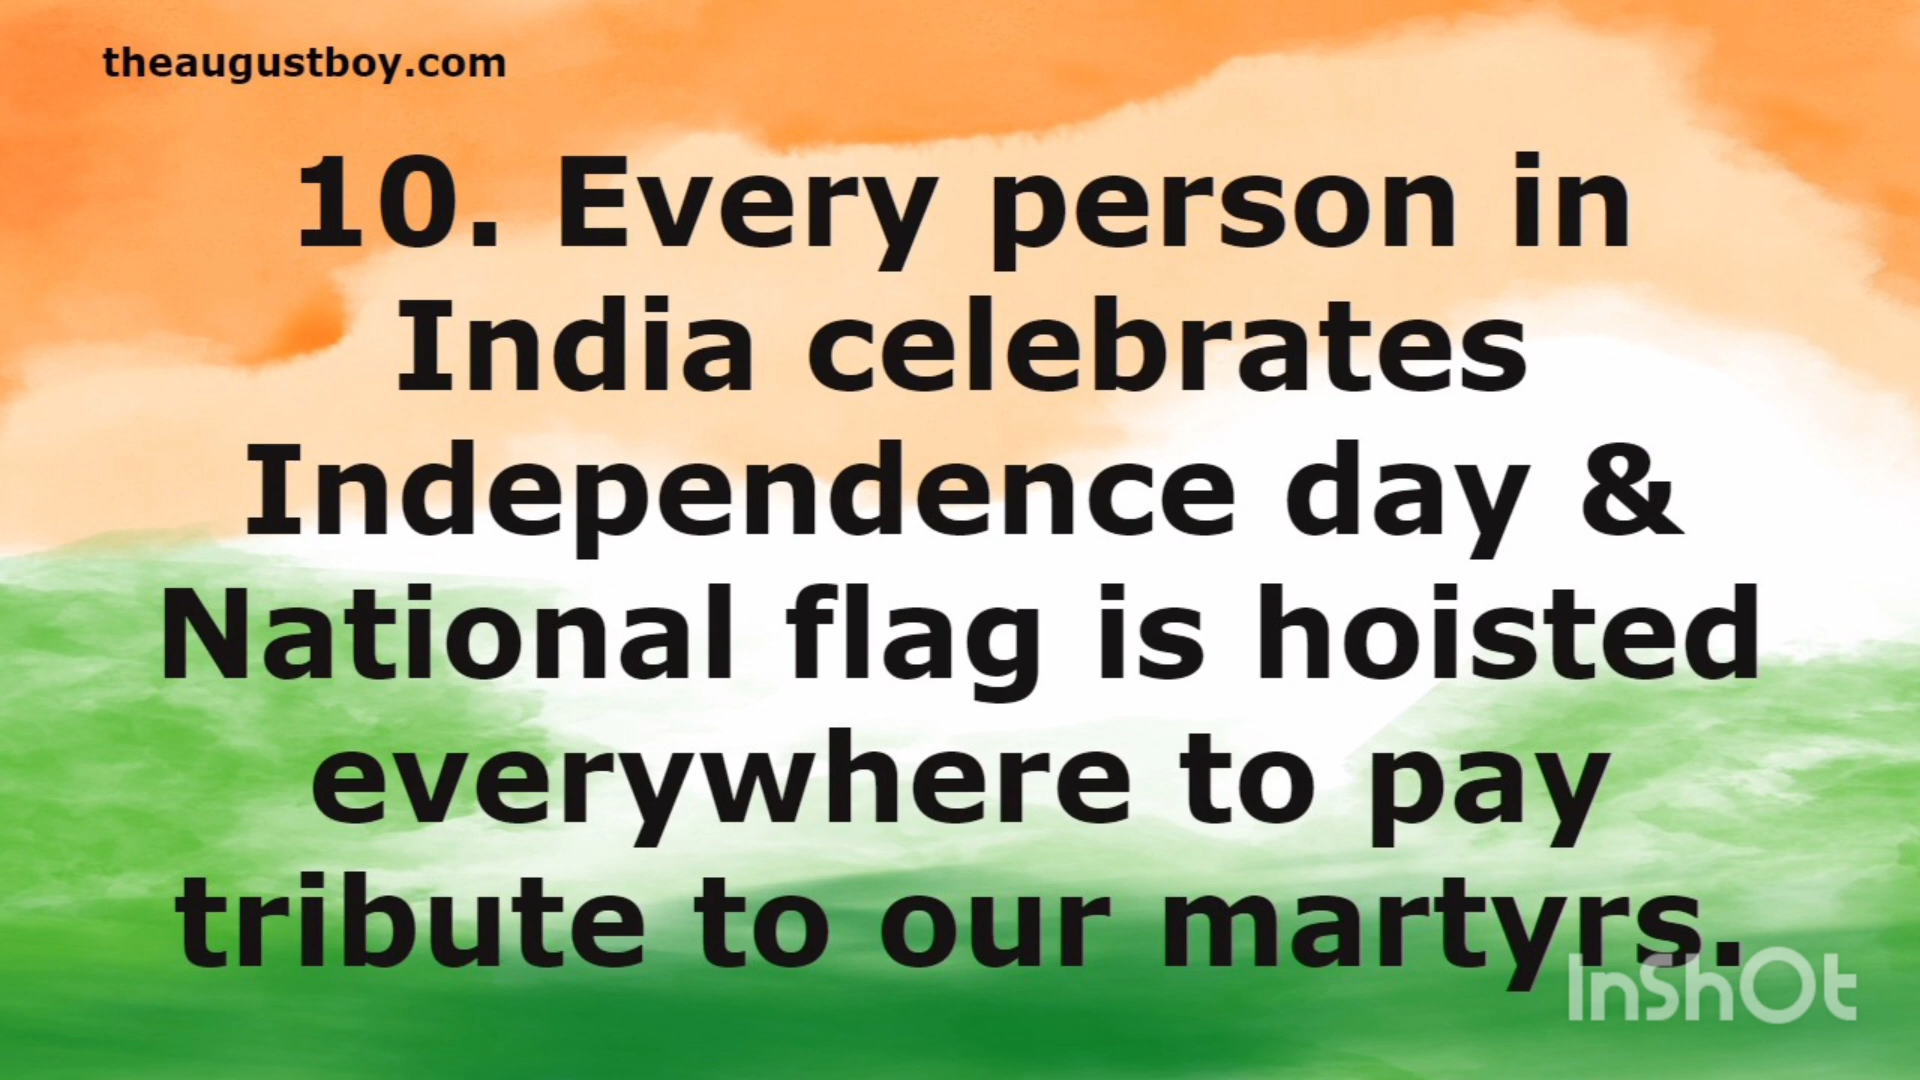 theaugustboy.com
10. Every person in
India celebrates
Independence day &
National flag is hoisted
everywhere to pay
tribute to our martyrs.
InShOt